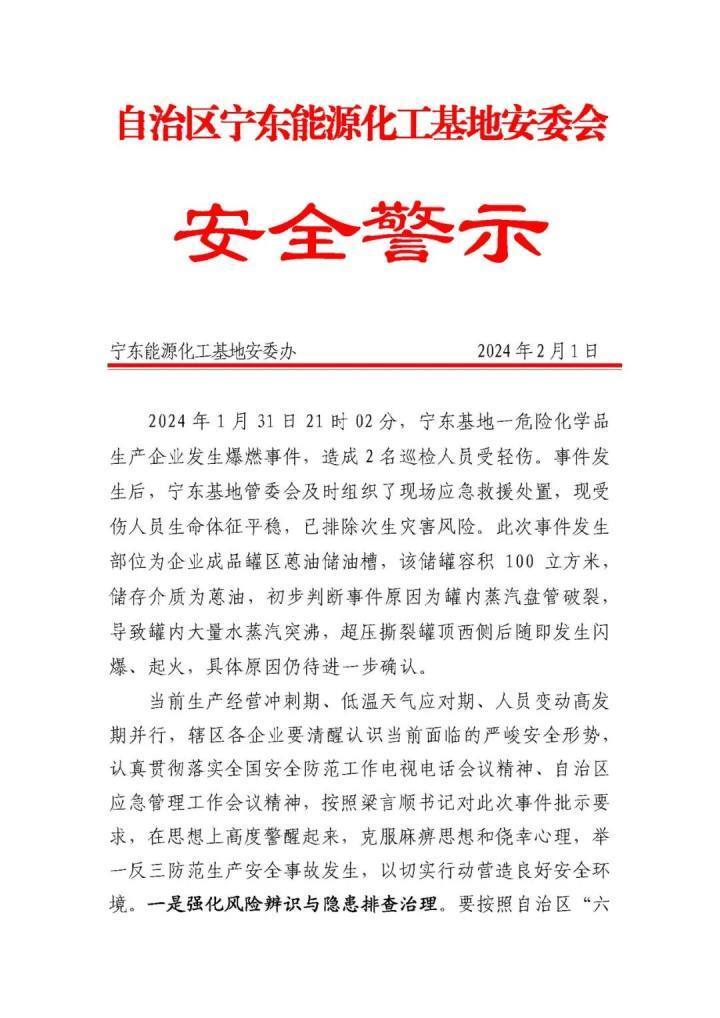 自治区宁东能源化工基地安委会
安全警示
宁东能源化工基地安委办 2024年2月1日
2024年1月31日21时02分，宁东基地一危险化学品
生产企业发生爆燃事件，造成2名巡检人员受轻伤。事件发
生后，宁东基地管委会及时组织了现场应急救援处置，现受
伤人员生命体征平稳，已排除次生灾害风险。此次事件发生
部位为企业成品罐区蒽油储油槽，该储罐容积 100 立方米，
储存介质为蒽油，初步判断事件原因为罐内蒸汽盘管破裂，
导致罐内大量水蒸汽突沸，超压撕裂罐顶西侧后随即发生闪
爆、起火，具体原因仍待进一步确认。
当前生产经营冲刺期、低温天气应对期、人员变动高发
期并行，辖区各企业要清醒认识当前面临的严峻安全形势，
认真贯彻落实全国安全防范工作电视电话会议精神、自治区
应急管理工作会议精神，按照梁言顺书记对此次事件批示要
求，在思想上高度警醒起来，克服麻痹思想和侥幸心理，举
一反三防范生产安全事故发生，以切实行动营造良好安全环
境。一是强化风险辨识与隐患排查治理。要按照自治区“六